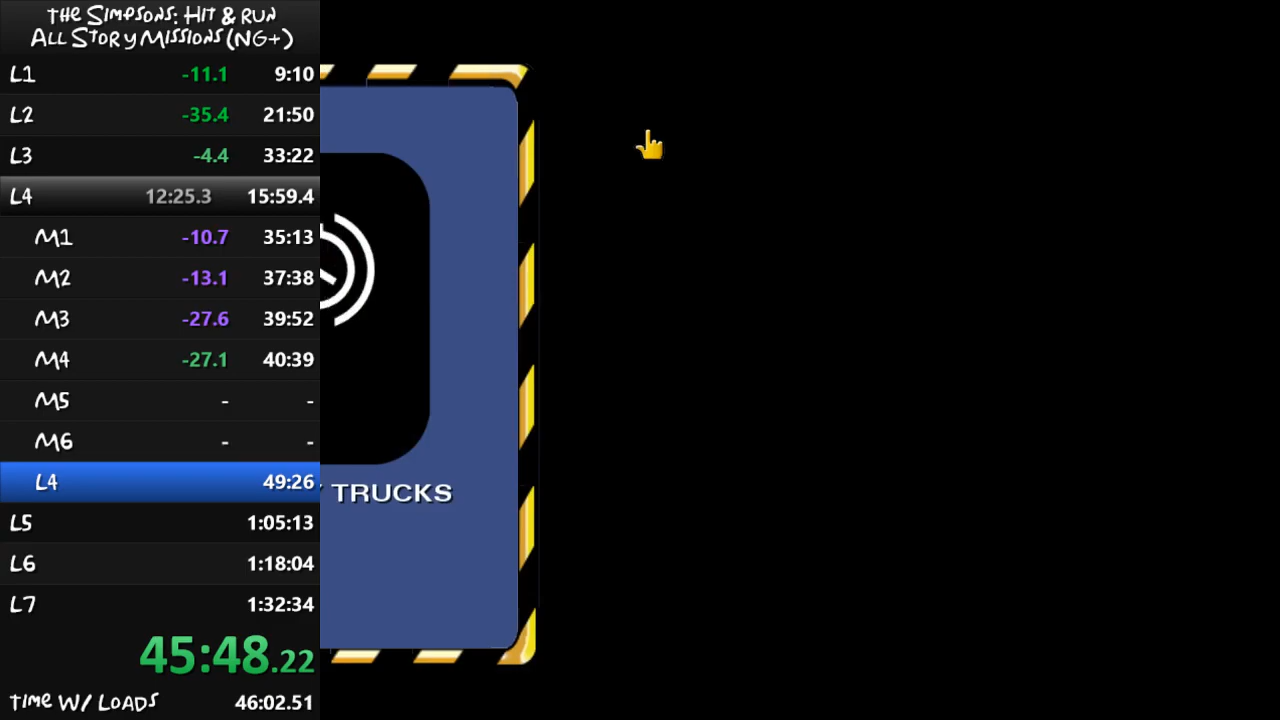 The Simpsons: Hit & Run
All Story Missions (NG+)
L1 -11.1 9:10
L2 -35.4 21:50
L3 -4.4 33:22
L4 12:25.3 15:59.4
M1 -10.7 35:13
M2 -13.1 37:38
M3 -27.6 39:52
M4 -27.1 40:39
M5 - -
M6 - -
L4 49:26
TRUCKS
L5 1:05:13
L6 1:18:04
L7 1:32:34
45:48.22
Time w/ Loads 46:02.51